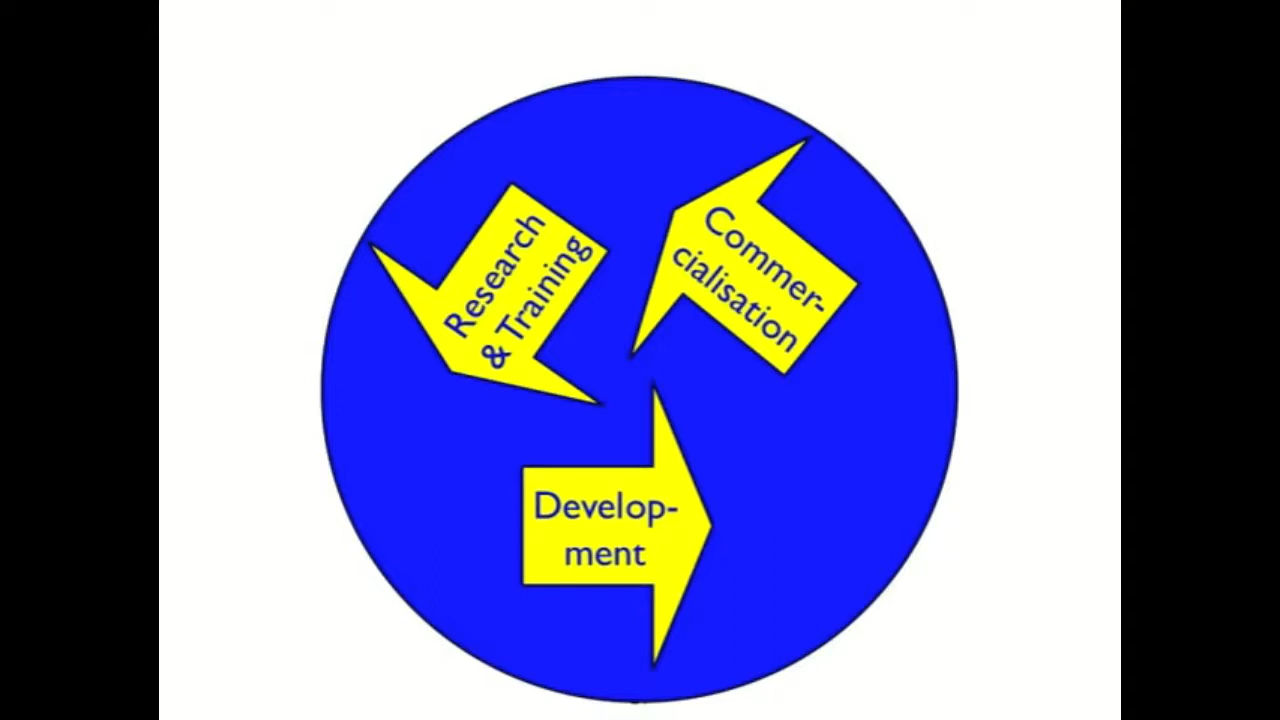 Research
& Training
Commer-
cialisation
Develop-
ment